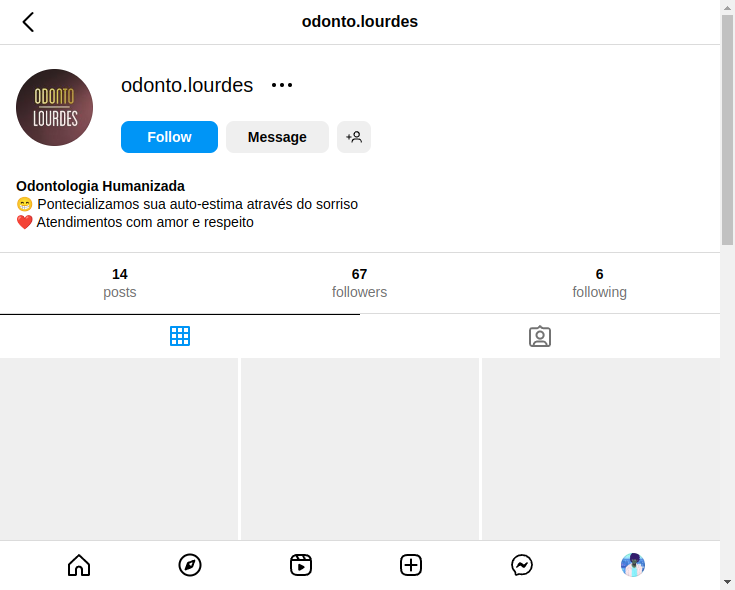 odonto.lourdes
ODONTO
LOURDES
odonto.lourdes
Follow
Message
Odontologia Humanizada
😁 Pontecializamos sua auto-estima através do sorriso
❤️ Atendimentos com amor e respeito
14 67 6
posts followers following